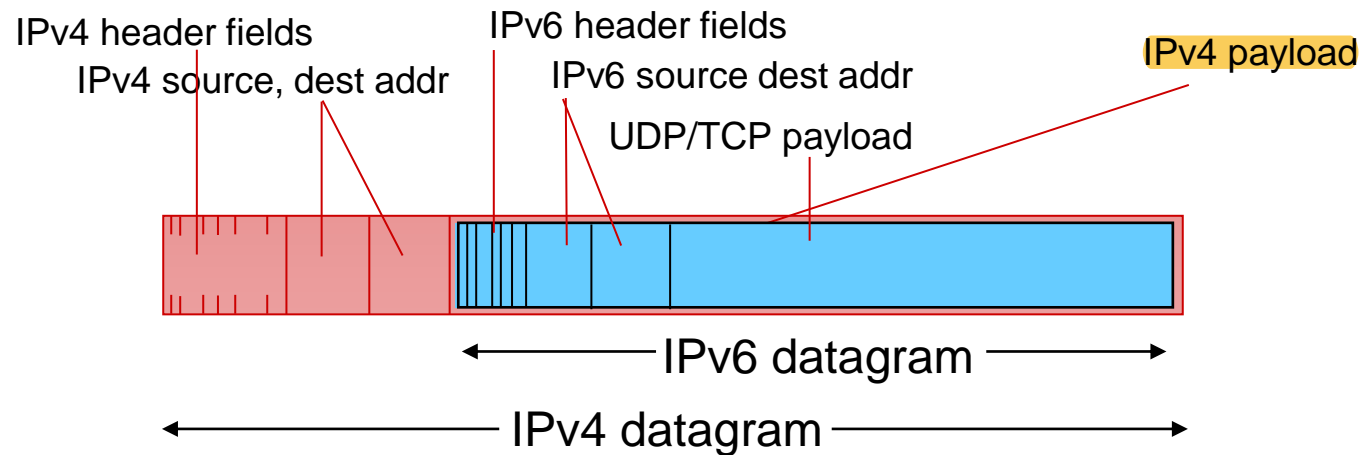 IPv4 header fields
IPv6 header fields
IPv4 payload
IPv4 source, dest addr
IPv6 source dest addr
UDP/TCP payload
IPv6 datagram
IPv4 datagram